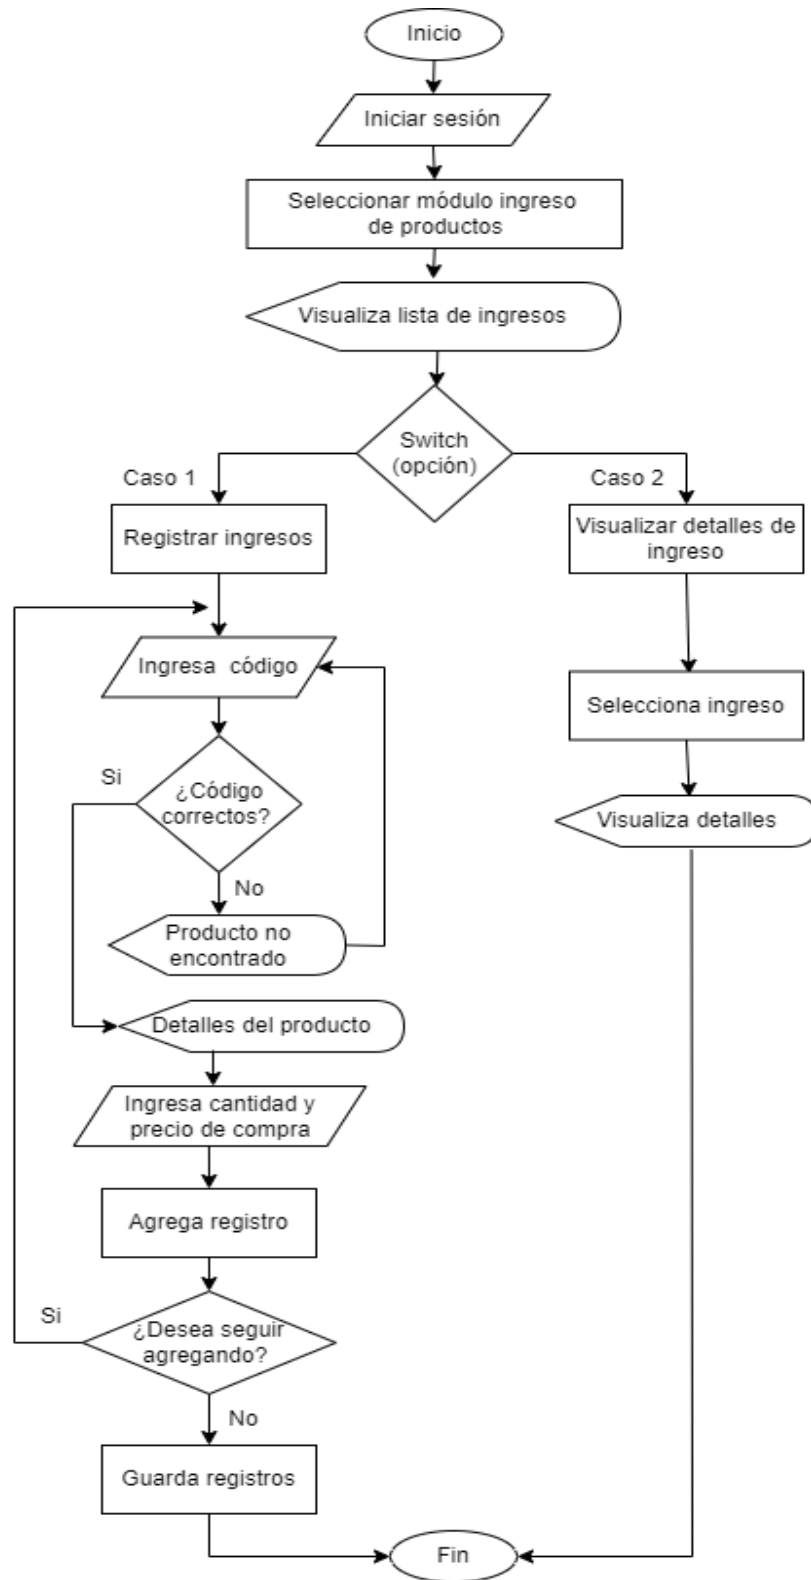 Inicio
Iniciar sesión
Seleccionar módulo ingreso
de productos
Visualiza lista de ingresos
Switch
(opción)
Caso 1
Registrar ingresos
Ingresa código
¿Código
correctos?
Si
No
Producto no
encontrado
Detalles del producto
Ingresa cantidad y
precio de compra
Agrega registro
¿Desea seguir
agregando?
Si
No
Guarda registros
Caso 2
Visualizar detalles de
ingreso
Selecciona ingreso
Visualiza detalles
Fin